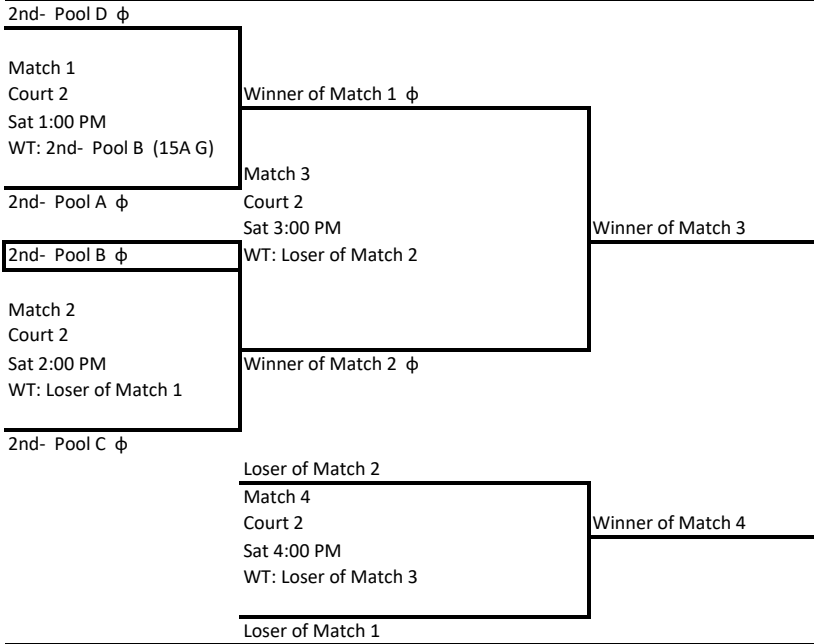 2nd- Pool D ϕ
Match 1
Court 2
Sat 1:00 PM
WT: 2nd- Pool B (15A G)
2nd- Pool A ϕ
Winner of Match 1 ϕ
Match 3
Court 2
Sat 3:00 PM
WT: Loser of Match 2
Winner of Match 3
2nd- Pool B ϕ
Match 2
Court 2
Sat 2:00 PM
WT: Loser of Match 1
2nd- Pool C ϕ
Winner of Match 2 ϕ
Loser of Match 2
Match 4
Court 2
Sat 4:00 PM
WT: Loser of Match 3
Loser of Match 1
Winner of Match 4